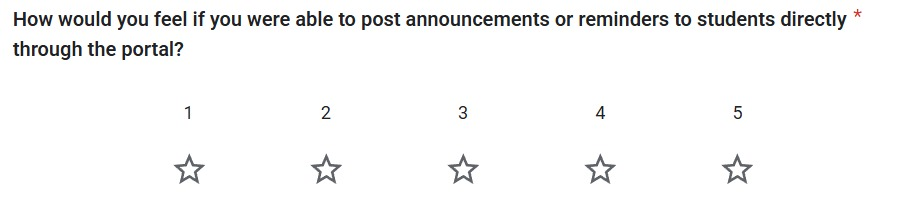 How would you feel if you were able to post announcements or reminders to students directly *
through the portal?
1 2 3 4 5